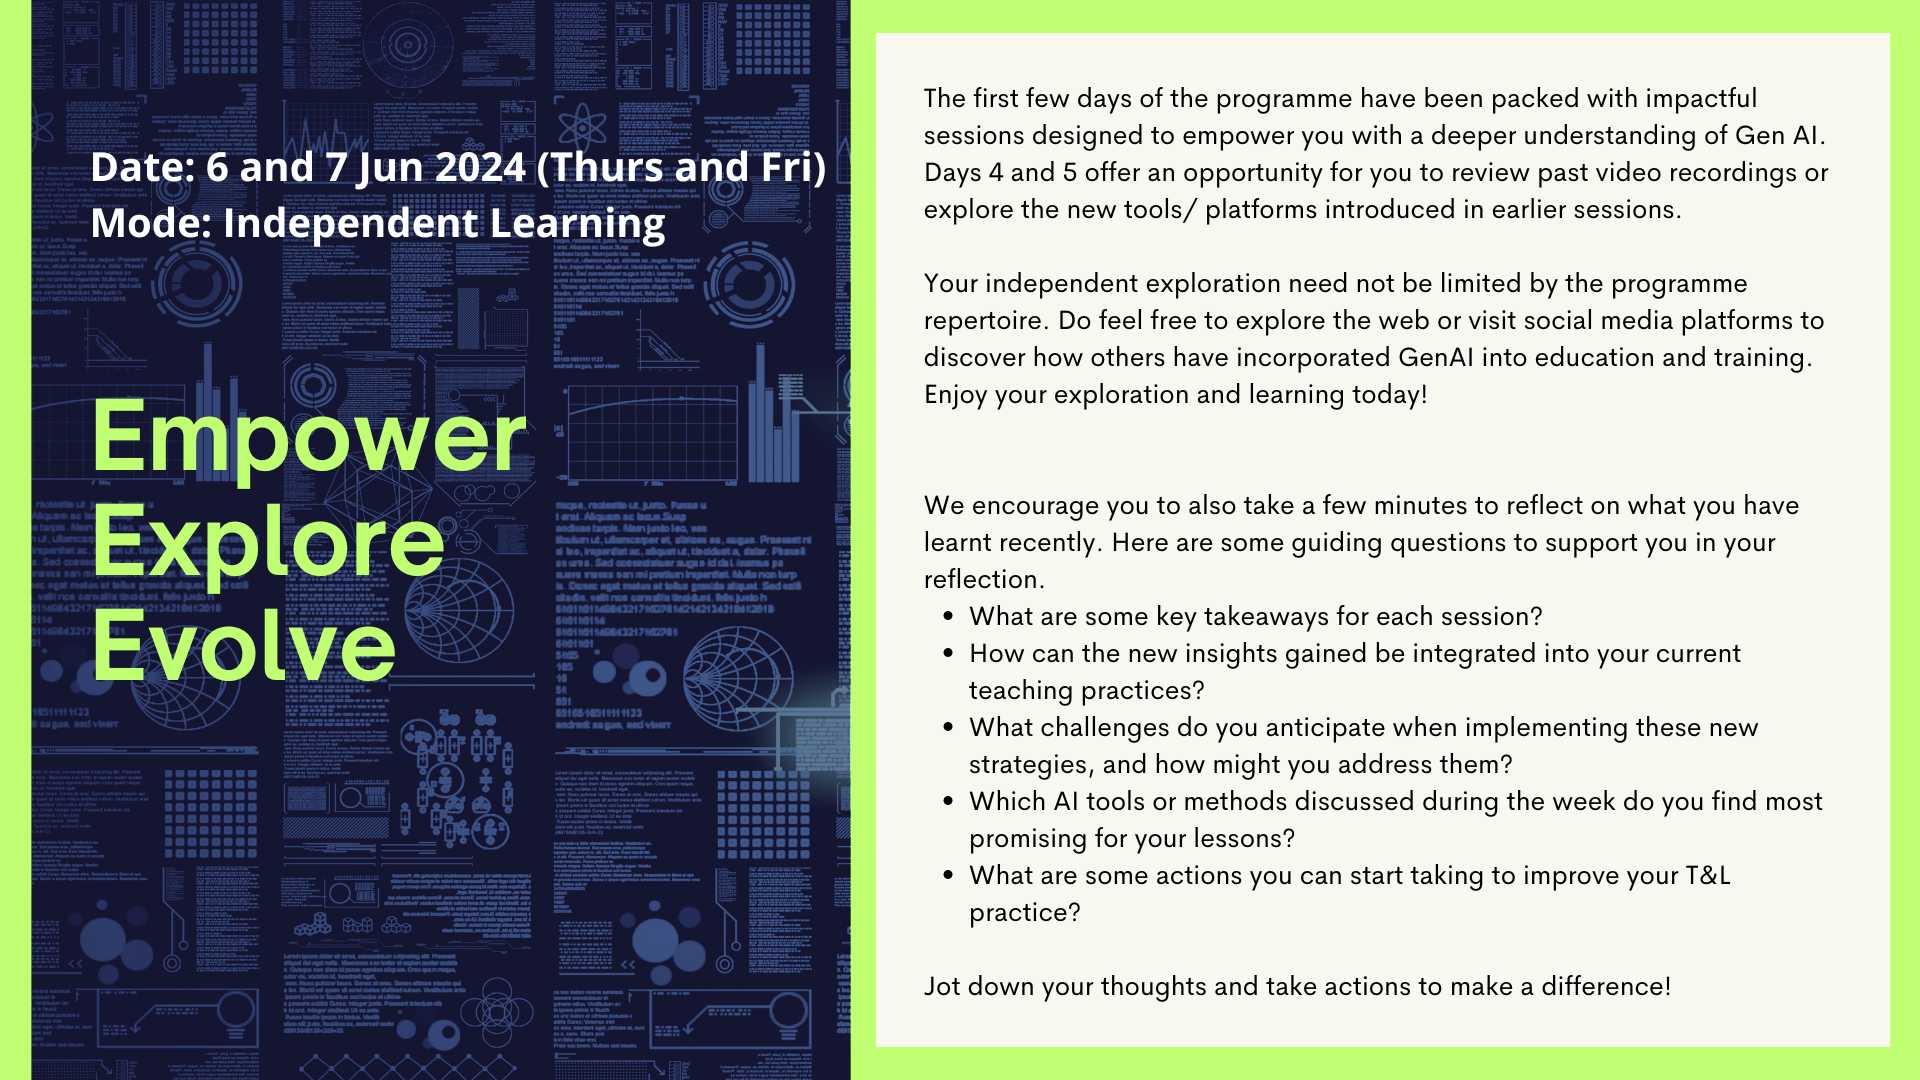 Date: 6 and 7 Jun 2024 (Thurs and Fri)
Mode: Independent Learning
Empower
Explore
Evolve
The first few days of the programme have been packed with impactful
sessions designed to empower you with a deeper understanding of Gen AI.
Days 4 and 5 offer an opportunity for you to review past video recordings or
explore the new tools/ platforms introduced in earlier sessions.
Your independent exploration need not be limited by the programme
repertoire. Do feel free to explore the web or visit social media platforms to
discover how others have incorporated GenAI into education and training.
Enjoy your exploration and learning today!
We encourage you to also take a few minutes to reflect on what you have
learnt recently. Here are some guiding questions to support you in your
reflection.
• What are some key takeaways for each session?
• How can the new insights gained be integrated into your current
teaching practices?
• What challenges do you anticipate when implementing these new
strategies, and how might you address them?
• Which AI tools or methods discussed during the week do you find most
promising for your lessons?
• What are some actions you can start taking to improve your T&L
practice?
Jot down your thoughts and take actions to make a difference!